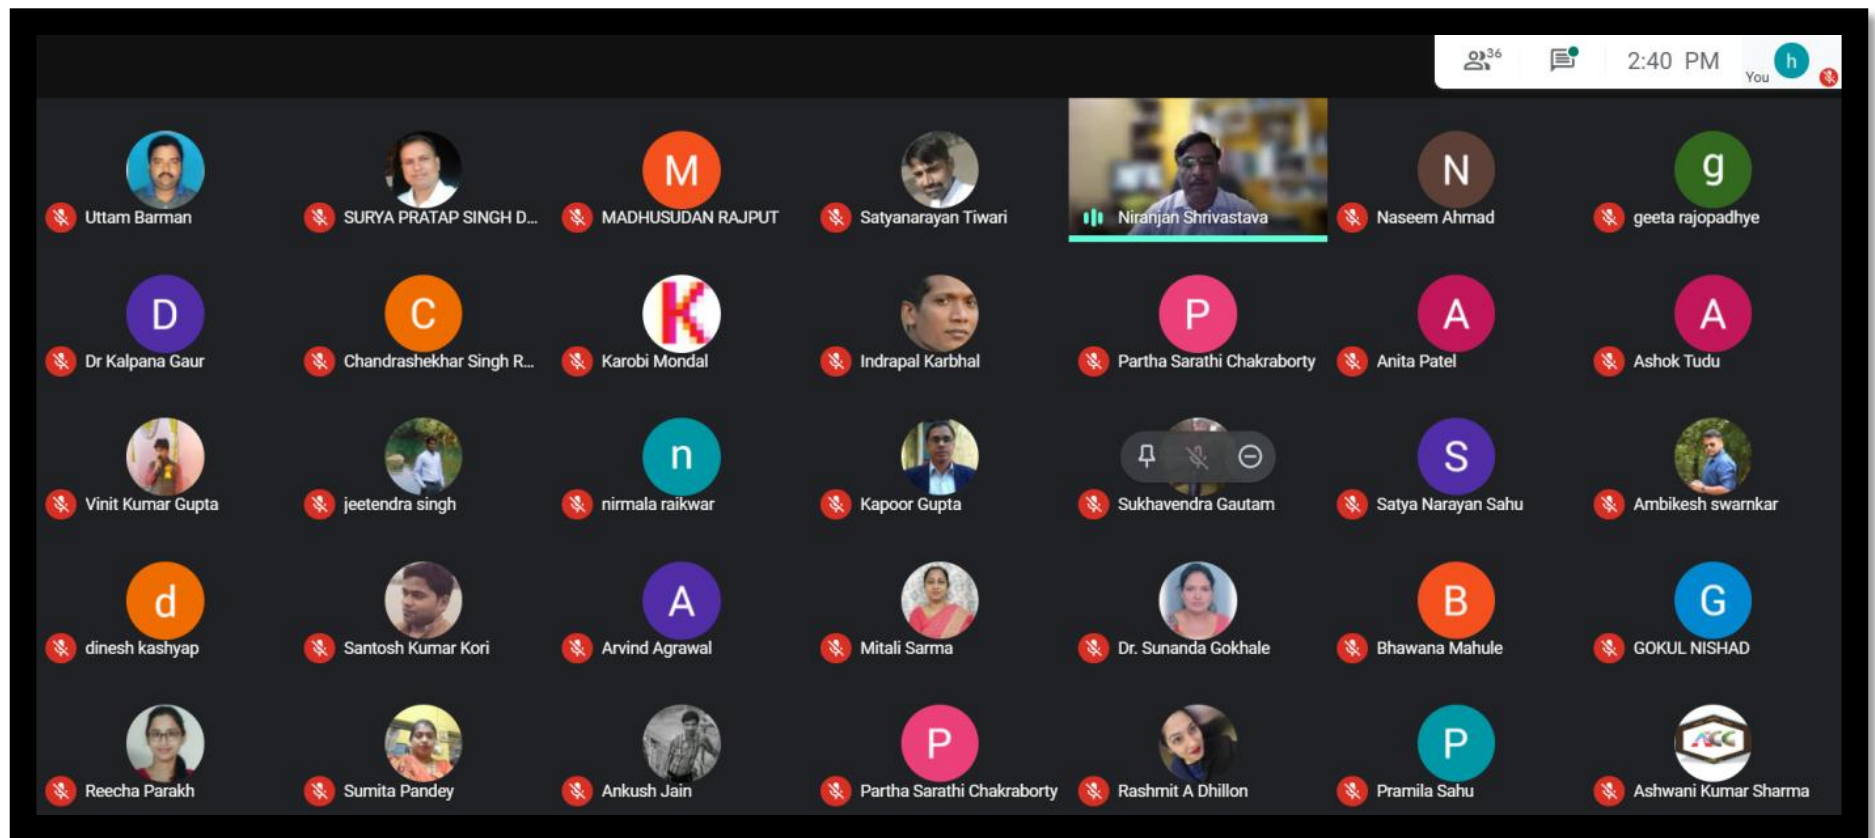 36
2:40 PM
You
h
Uttam Barman
SURYA PRATAP SINGH D...
M
MADHUSUDAN RAJPUT
Satyanarayan Tiwari
Niranjan Shrivastava
N
Naseem Ahmad
g
geeta rajopadhye
D
Dr Kalpana Gaur
C
Chandrashekhar Singh R...
K
Karobi Mondal
Indrapal Karbhal
P
Partha Sarathi Chakraborty
A
Anita Patel
A
Ashok Tudu
Vinit Kumar Gupta
jeetendra singh
n
nirmala raikwar
Kapoor Gupta
Sukhavendra Gautam
S
Satya Narayan Sahu
Ambikesh swarnkar
d
dinesh kashyap
Santosh Kumar Kori
A
Arvind Agrawal
Mitali Sarma
Dr. Sunanda Gokhale
B
Bhawana Mahule
G
GOKUL NISHAD
Reecha Parakh
Sumita Pandey
Ankush Jain
P
Partha Sarathi Chakraborty
Rashmit A Dhillon
P
Pramila Sahu
ACC
Ashwani Kumar Sharma